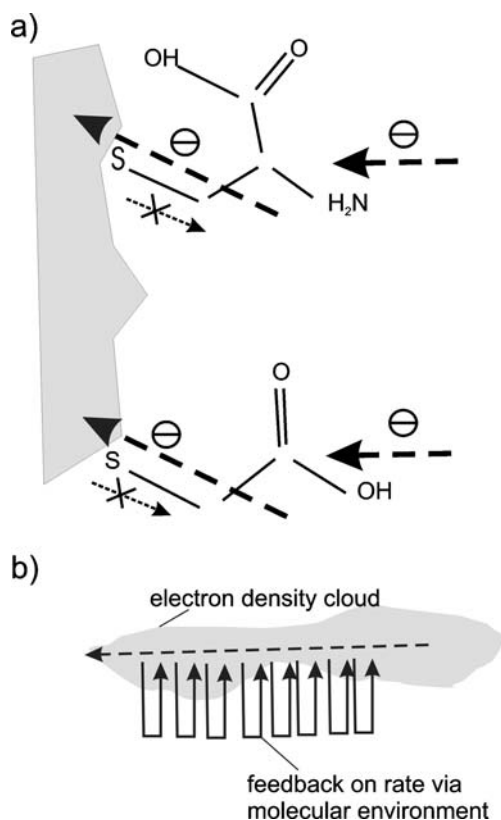 a)
OH
O
⊖
⊖
S
H₂N
O
⊖
⊖
S
OH
b)
electron density cloud
feedback on rate via
molecular environment